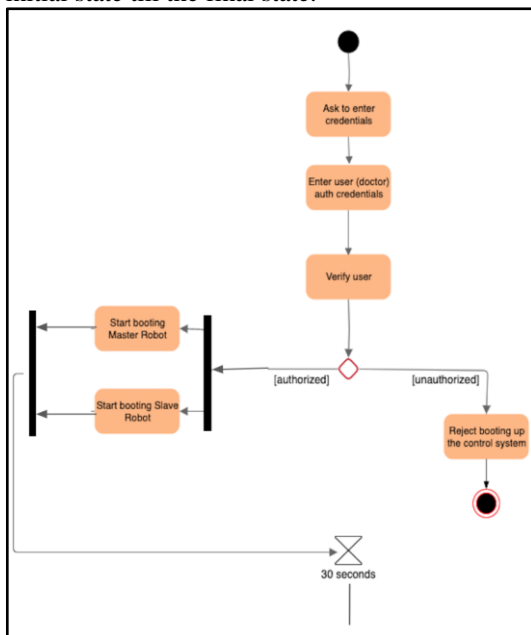 initial state till the final state.
Ask to enter
credentials
Enter user (doctor)
auth credentials
Verify user
[authorized]
[unauthorized]
Start booting
Master Robot
Start booting Slave
Robot
Reject booting up
the control system
30 seconds